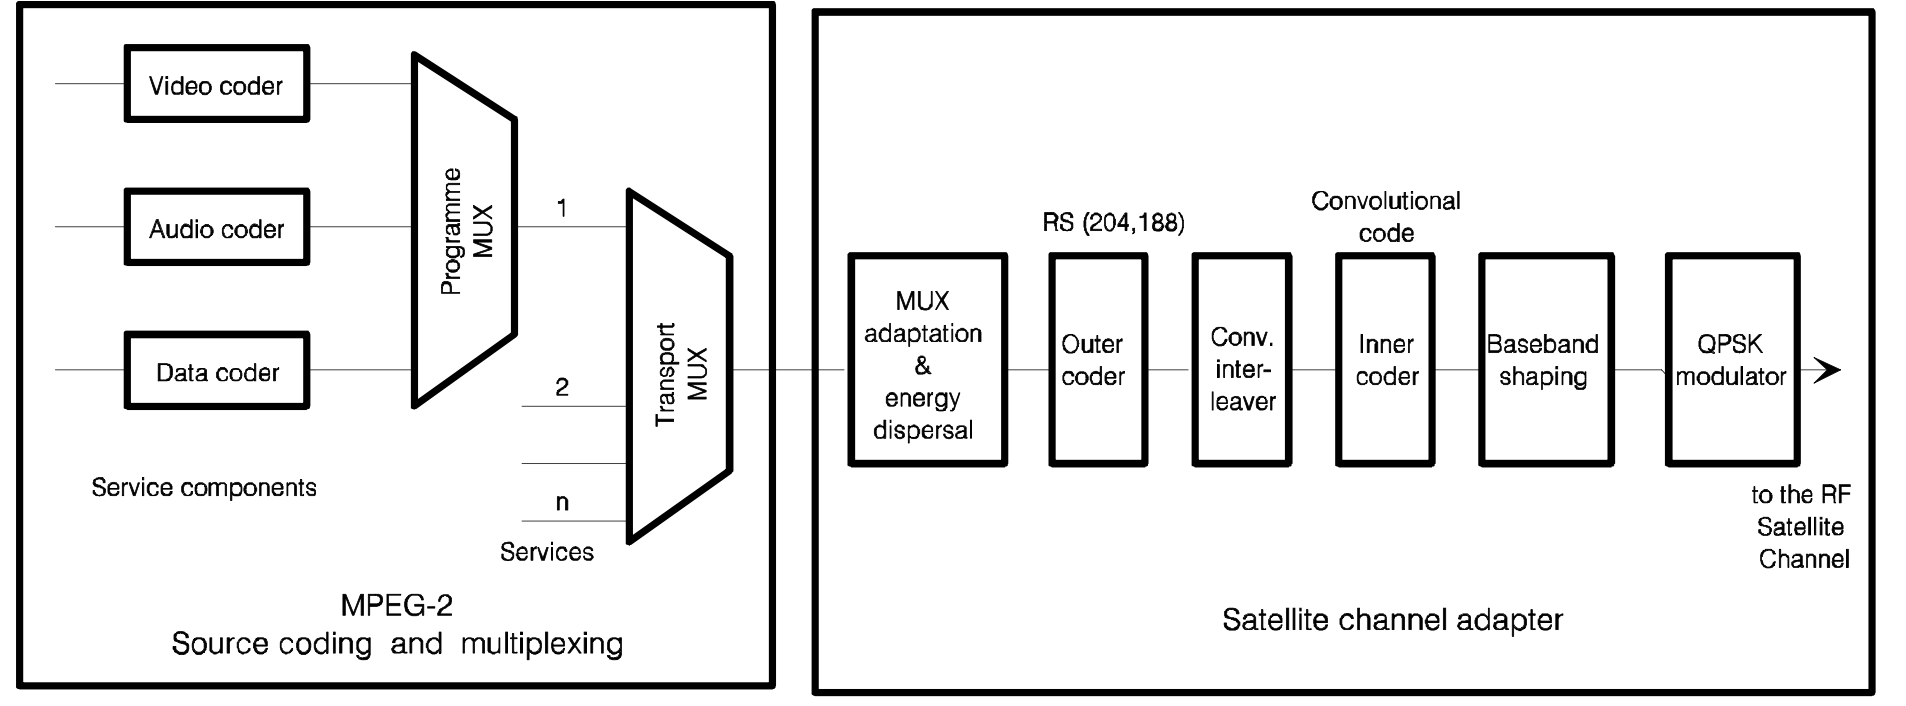 Video coder
Audio coder
Data coder
Service components
Programme
MUX
1
2
n
Services
Transport
MUX
MPEG-2
Source coding and multiplexing
MUX
adaptation
&
energy
dispersal
RS (204,188)
Outer
coder
Conv.
inter-
leaver
Convolutional
code
Inner
coder
Baseband
shaping
QPSK
modulator
to the RF
Satellite
Channel
Satellite channel adapter